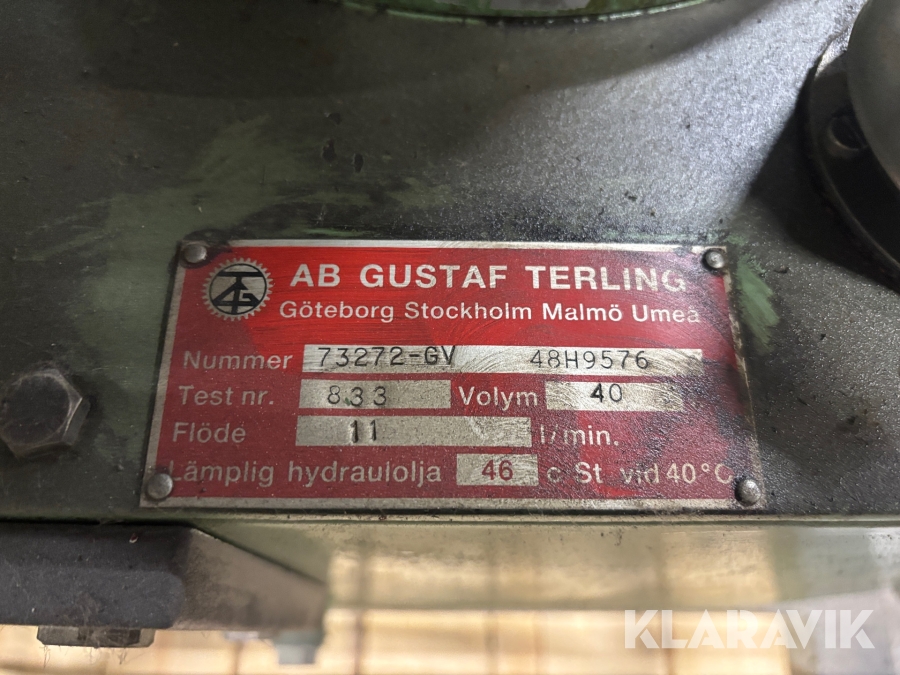 AB GUSTAF TERLING
Göteborg Stockholm Malmö Umeå
Nummer 73272-GV 48H9576
Test nr. 833 Volym 40
Flöde 11 l/min.
Lämplig hydraulolja 46 c St vid 40°C
KLARAVIK